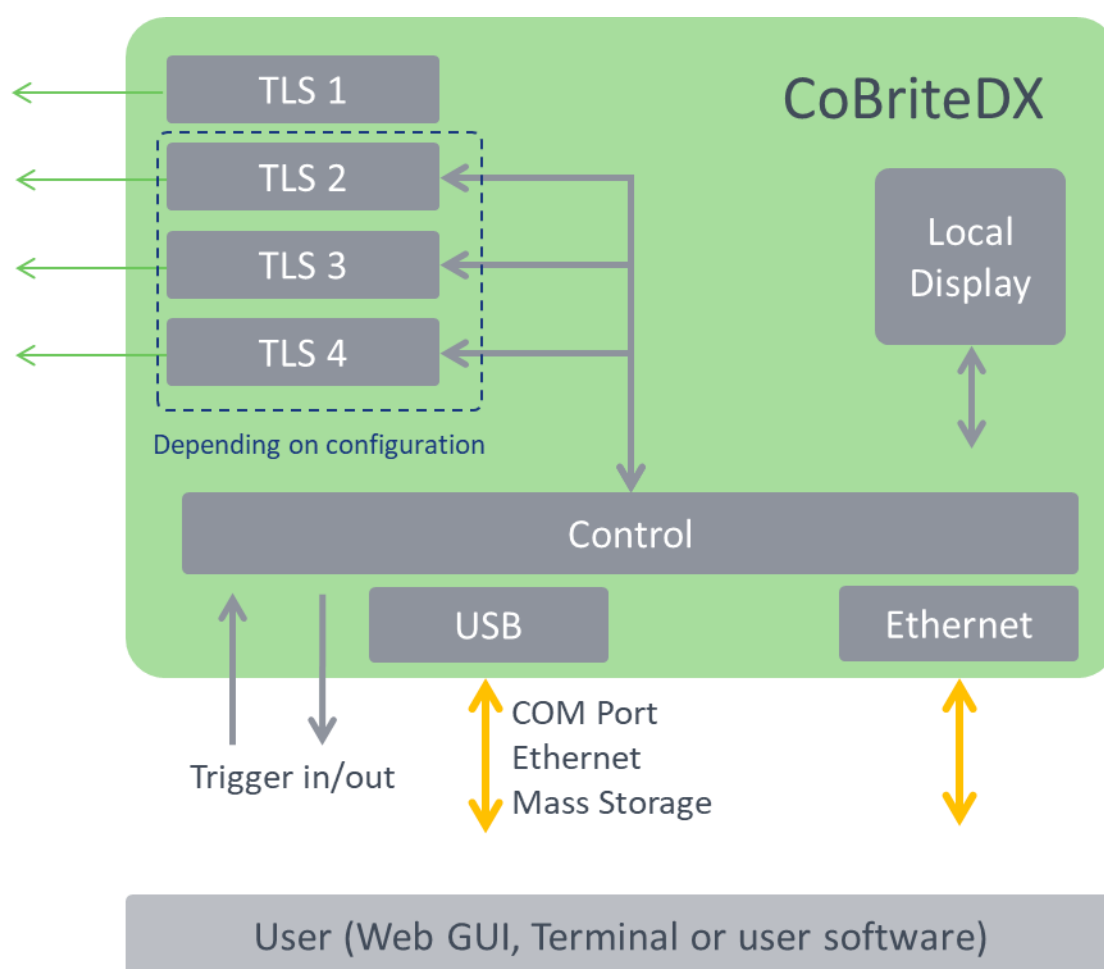 CoBriteDX
TLS 1
TLS 2
TLS 3
TLS 4
Depending on configuration
Local
Display
Control
USB
Ethernet
Trigger in/out
COM Port
Ethernet
Mass Storage
User (Web GUI, Terminal or user software)